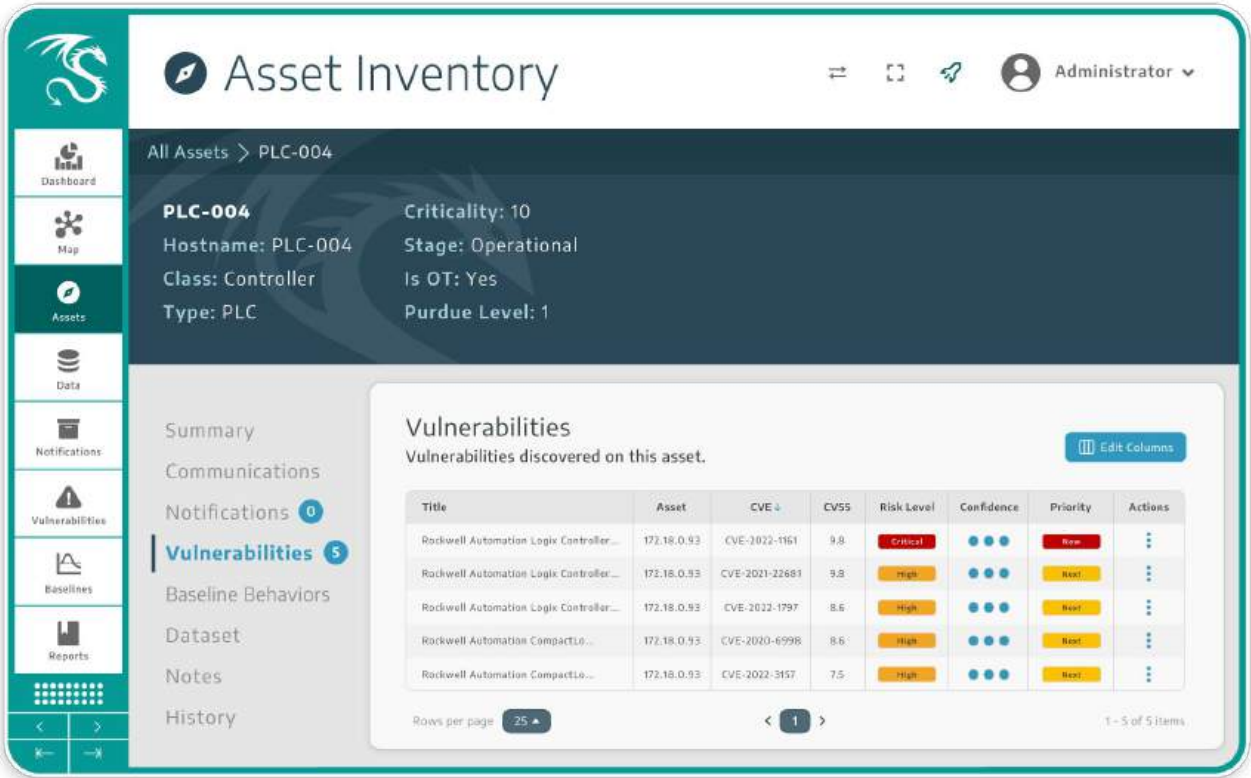 Asset Inventory
Administrator
Dashboard
Map
Assets
Data
Notifications
Vulnerabilities
Baselines
Reports
All Assets > PLC-004
PLC-004
Hostname: PLC-004
Class: Controller
Type: PLC
Criticality: 10
Stage: Operational
Is OT: Yes
Purdue Level: 1
Summary
Communications
Notifications 0
Vulnerabilities 5
Baseline Behaviors
Dataset
Notes
History
Vulnerabilities
Vulnerabilities discovered on this asset.
Edit Columns
Title Asset CVE↓ CVSS Risk Level Confidence Priority Actions
Rockwell Automation Logix Controller... 172.18.0.93 CVE-2022-1161 9.8 Critical Now
Rockwell Automation Logix Controller... 172.18.0.93 CVE-2021-22681 9.8 High Next
Rockwell Automation Logix Controller... 172.18.0.93 CVE-2022-1797 8.6 High Next
Rockwell Automation CompactLo... 172.18.0.93 CVE-2020-6998 8.6 High Next
Rockwell Automation CompactLo... 172.18.0.93 CVE-2022-3157 7.5 High Next
Rows per page 25
< 1 >
1 - 5 of 5 items